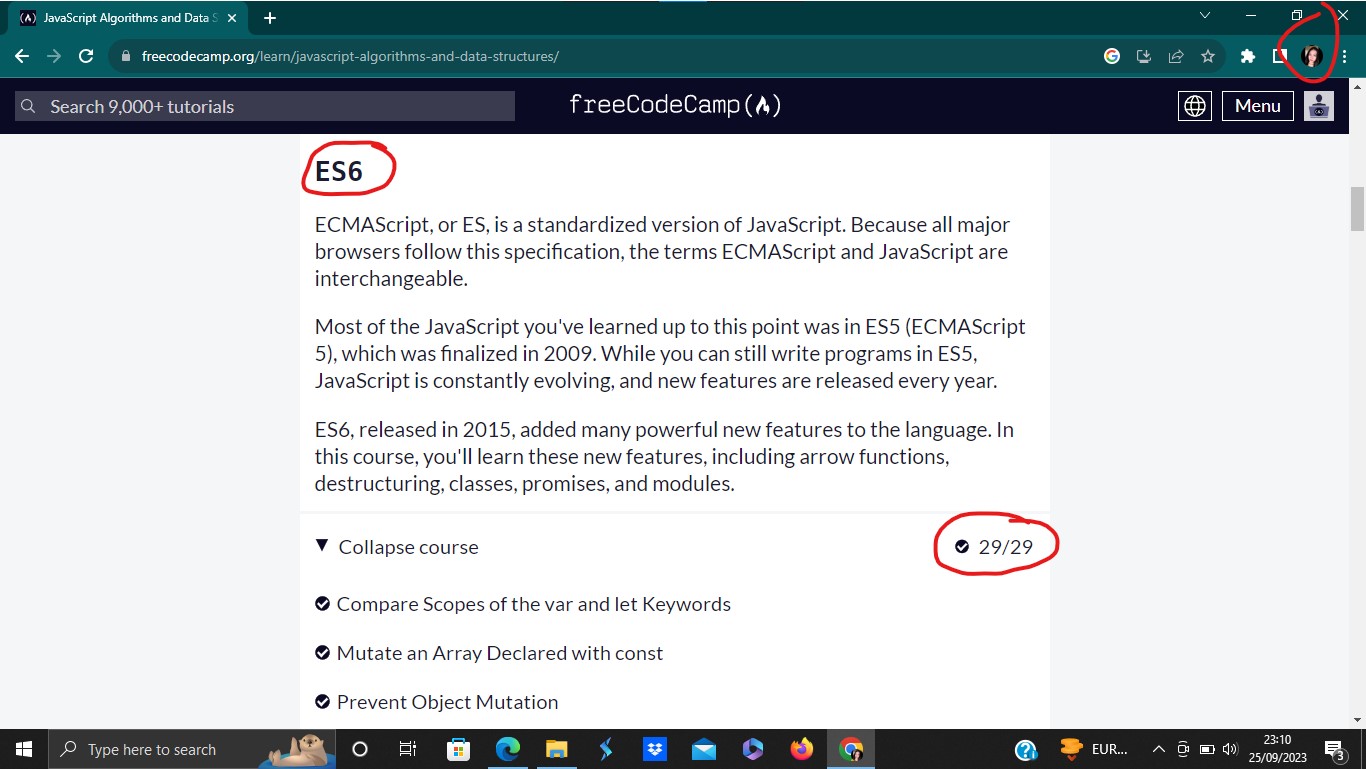 JavaScript Algorithms and Data S
freecodecamp.org/learn/javascript-algorithms-and-data-structures/
Search 9,000+ tutorials
freeCodeCamp
Menu
ES6
ECMAScript, or ES, is a standardized version of JavaScript. Because all major
browsers follow this specification, the terms ECMAScript and JavaScript are
interchangeable.
Most of the JavaScript you've learned up to this point was in ES5 (ECMAScript
5), which was finalized in 2009. While you can still write programs in ES5,
JavaScript is constantly evolving, and new features are released every year.
ES6, released in 2015, added many powerful new features to the language. In
this course, you'll learn these new features, including arrow functions,
destructuring, classes, promises, and modules.
Collapse course 29/29
Compare Scopes of the var and let Keywords
Mutate an Array Declared with const
Prevent Object Mutation
Type here to search
EUR...
23:10
25/09/2023
3